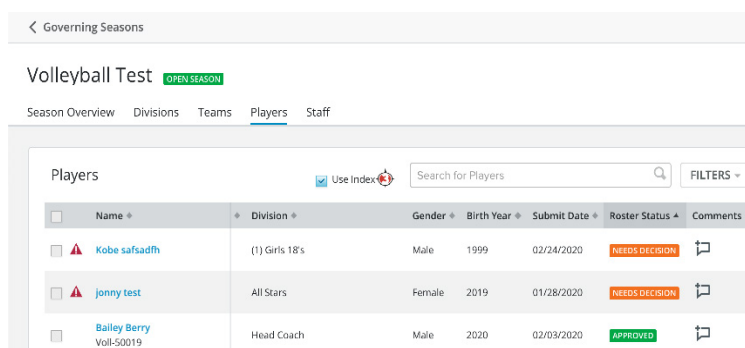 Governing Seasons
Volleyball Test OPEN SEASON
Season Overview Divisions Teams Players Staff
Players Use Index 3 Search for Players FILTERS
Name Division Gender Birth Year Submit Date Roster Status Comments
Kobe safsadfh (1) Girls 18's Male 1999 02/24/2020 NEEDS DECISION
jonny test All Stars Female 2019 01/28/2020 NEEDS DECISION
Bailey Berry Head Coach Male 2020 02/03/2020 APPROVED
Voll-50019